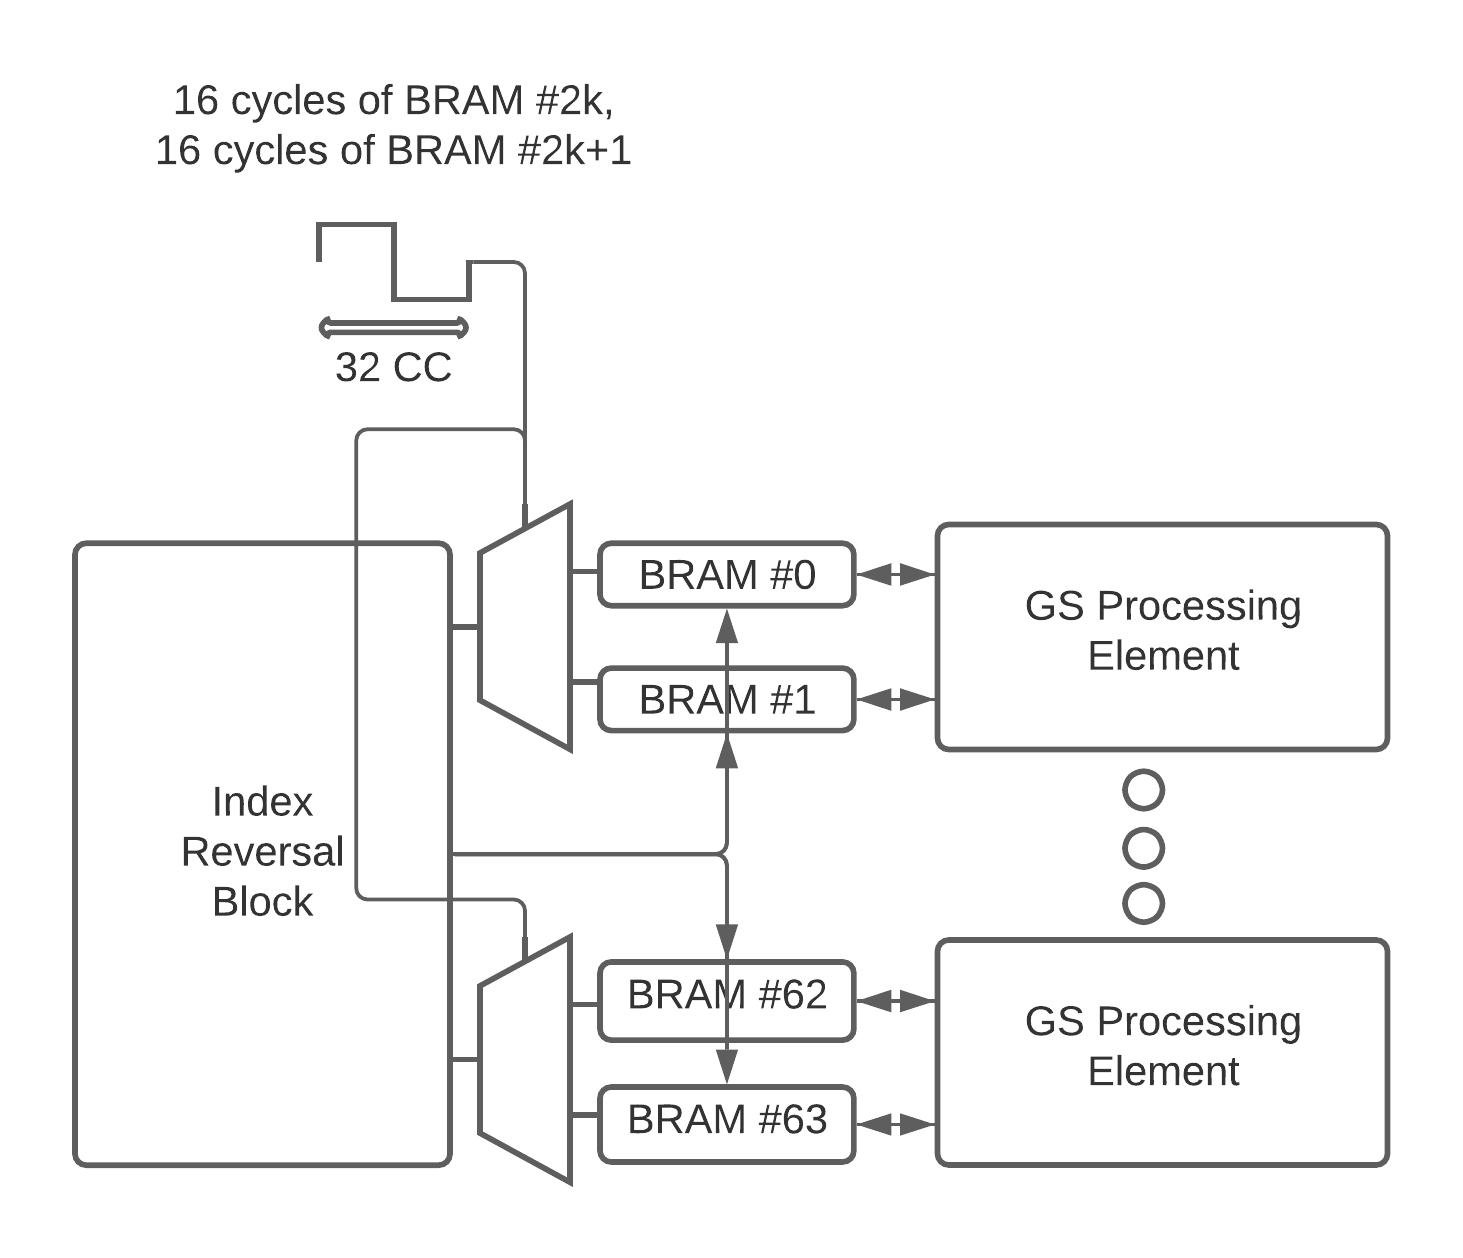 16 cycles of BRAM #2k,
16 cycles of BRAM #2k+1
32 CC
BRAM #0
GS Processing
Element
BRAM #1
Index
Reversal
Block
BRAM #62
GS Processing
Element
BRAM #63